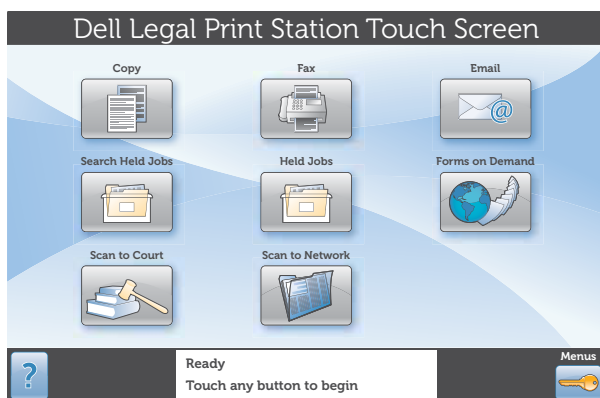 Dell Legal Print Station Touch Screen
Copy
Fax
Email
Search Held Jobs
Held Jobs
Forms on Demand
Scan to Court
Scan to Network
?
Ready
Touch any button to begin
Menus